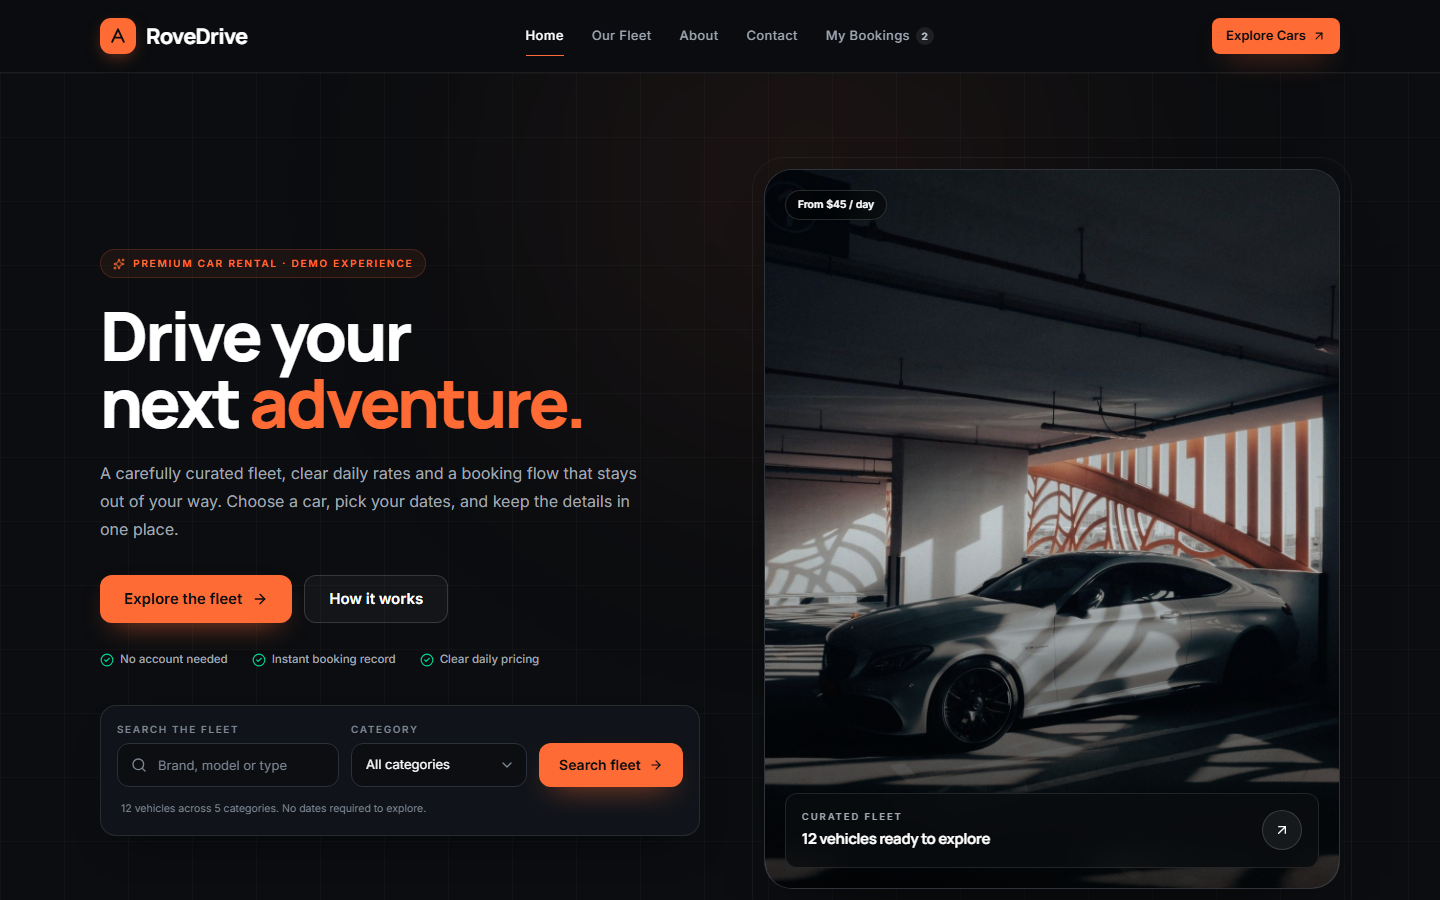 RoveDrive
Home
Our Fleet
About
Contact
My Bookings 2
Explore Cars
PREMIUM CAR RENTAL · DEMO EXPERIENCE
Drive your
next adventure.
A carefully curated fleet, clear daily rates and a booking flow that stays
out of your way. Choose a car, pick your dates, and keep the details in
one place.
Explore the fleet
How it works
No account needed
Instant booking record
Clear daily pricing
SEARCH THE FLEET
CATEGORY
Brand, model or type
All categories
Search fleet
12 vehicles across 5 categories. No dates required to explore.
From $45 / day
CURATED FLEET
12 vehicles ready to explore